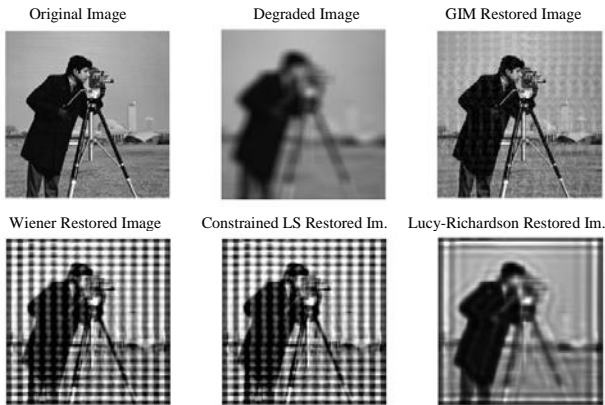 Original Image
Degraded Image
GIM Restored Image
Wiener Restored Image
Constrained LS Restored Im.
Lucy-Richardson Restored Im.